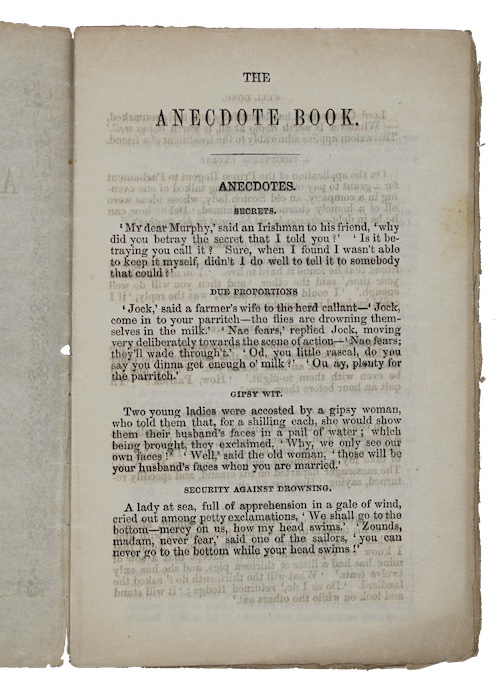 THE
ANECDOTE BOOK.
ANECDOTES.
SECRETS.
‘My dear Murphy,’ said an Irishman to his friend, ‘why
did you betray the secret that I told you?’ ‘Is it be-
traying you call it? Sure, when I found I wasn't able
to keep it myself, didn't I do well to tell it to somebody
that could?’
DUE PROPORTIONS
‘Jock,’ said a farmer's wife to the herd callant—‘Jock,
come in to your parritch—the flies are drowning them-
selves in the milk.’ ‘Nae fears,’ replied Jock, moving
very deliberately towards the scene of action—‘Nae fears;
they'll wade through't.’ ‘Od, you little rascal, do you
say you dinna get enough o' milk?’ ‘Ou ay, plenty for
the parritch.’
GIPSY WIT.
Two young ladies were accosted by a gipsy woman,
who told them that, for a shilling each, she would show
them their husband's faces in a pail of water; which
being brought, they exclaimed, ‘Why, we only see our
own faces!’ ‘Well,’ said the old woman, ‘those will be
your husband's faces when you are married.’
SECURITY AGAINST DROWNING.
A lady at sea, full of apprehension in a gale of wind,
cried out among petty exclamations, ‘We shall go to the
bottom—mercy on us, how my head swims.’ ‘Zounds,
madam, never fear,’ said one of the sailors, ‘you can
never go to the bottom while your head swims!’